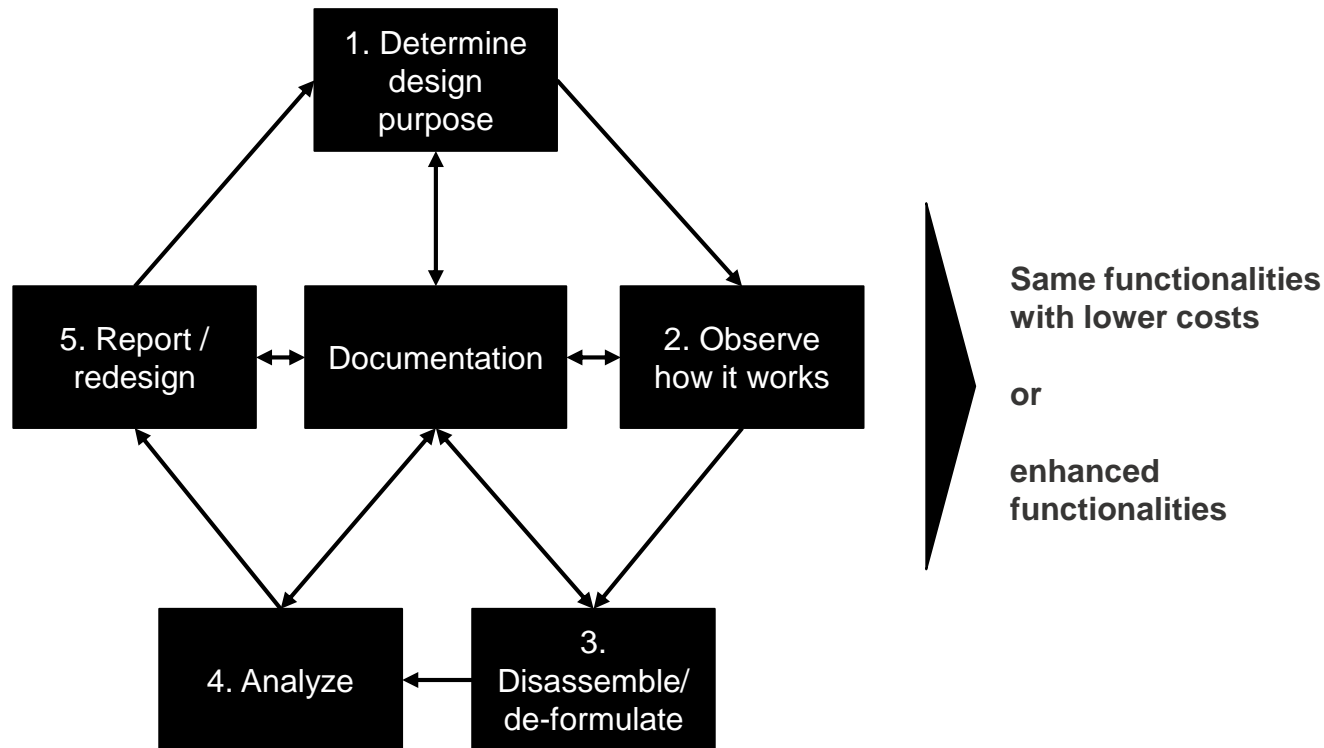 1. Determine
design
purpose
5. Report /
redesign
Documentation
2. Observe
how it works
4. Analyze
3.
Disassemble/
de-formulate
Same functionalities
with lower costs
or
enhanced
functionalities